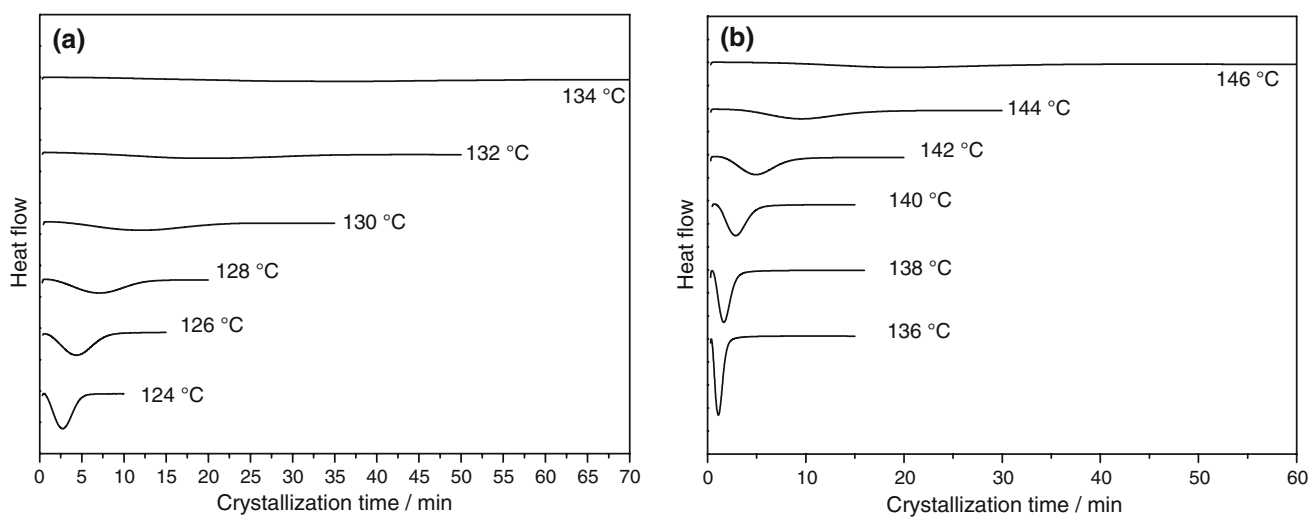 (a)
134 °C
132 °C
130 °C
128 °C
126 °C
124 °C
Heat flow
0 5 10 15 20 25 30 35 40 45 50 55 60 65 70
Crystallization time / min
(b)
146 °C
144 °C
142 °C
140 °C
138 °C
136 °C
Heat flow
0 10 20 30 40 50 60
Crystallization time / min